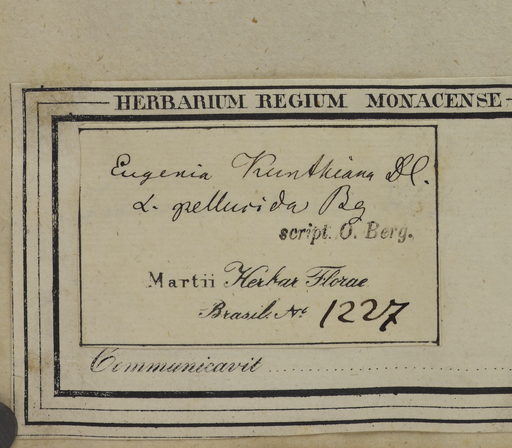 HERBARIUM REGIUM MONACENSE
Eugenia Kunthiana DC.
α. pellucida Bg
script. O. Berg.
Martii Herbar Florae
Brasil. Nº 1227
Communicavit